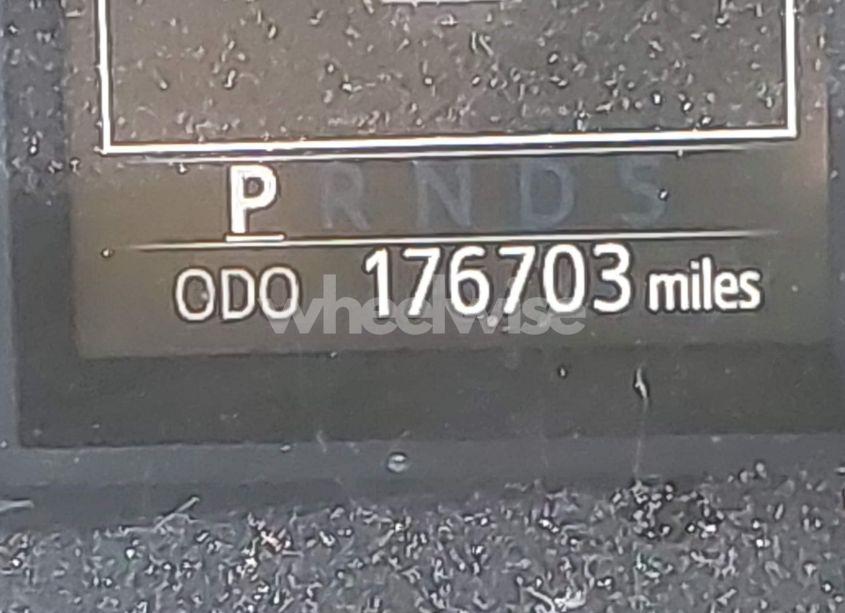 P R N D S
ODO 176703 miles
wheelwise